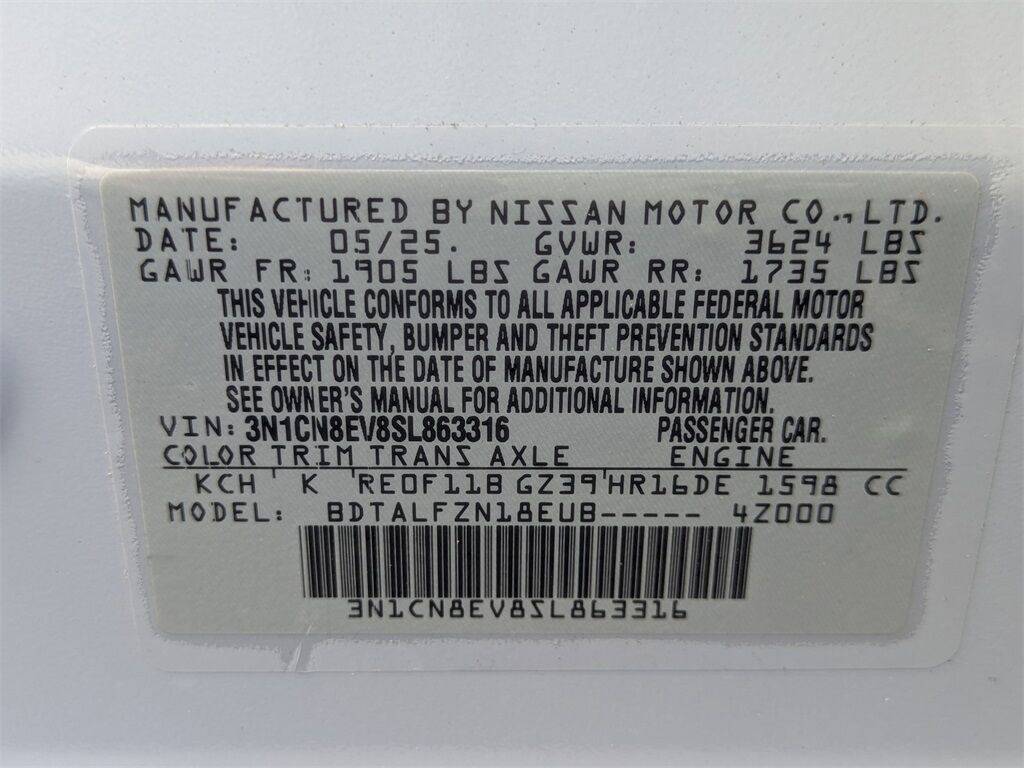 MANUFACTURED BY NISSAN MOTOR CO.,LTD.
DATE: 05/25. GVWR: 3624 LBS
GAWR FR: 1905 LBS GAWR RR: 1735 LBS
THIS VEHICLE CONFORMS TO ALL APPLICABLE FEDERAL MOTOR
VEHICLE SAFETY, BUMPER AND THEFT PREVENTION STANDARDS
IN EFFECT ON THE DATE OF MANUFACTURE SHOWN ABOVE.
SEE OWNER'S MANUAL FOR ADDITIONAL INFORMATION.
VIN: 3N1CN8EV8SL863316 PASSENGER CAR.
COLOR TRIM TRANS AXLE ENGINE
KCH K RE0F11B GZ39 HR16DE 1598 CC
MODEL: BDTALFZN18EUB----- 4Z000
3N1CN8EV8SL863316